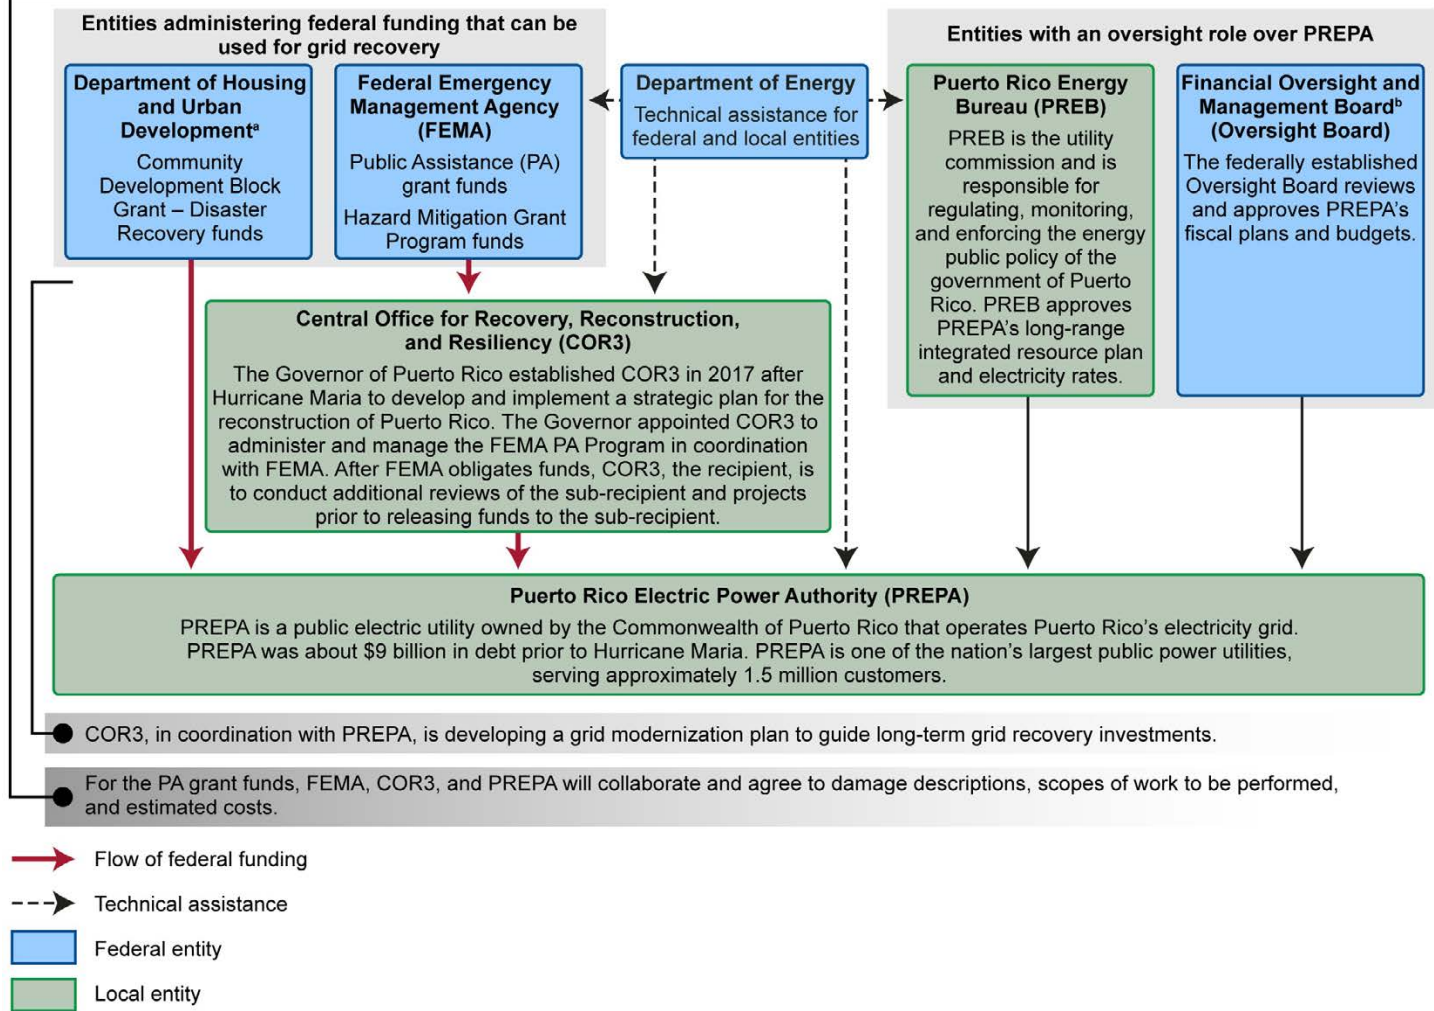 Entities administering federal funding that can be
used for grid recovery
Department of Housing
and Urban
Developmentᵃ
Community
Development Block
Grant – Disaster
Recovery funds
Federal Emergency
Management Agency
(FEMA)
Public Assistance (PA)
grant funds
Hazard Mitigation Grant
Program funds
Department of Energy
Technical assistance for
federal and local entities
Entities with an oversight role over PREPA
Puerto Rico Energy
Bureau (PREB)
PREB is the utility
commission and is
responsible for
regulating, monitoring,
and enforcing the energy
public policy of the
government of Puerto
Rico. PREB approves
PREPA’s long-range
integrated resource plan
and electricity rates.
Financial Oversight and
Management Boardᵇ
(Oversight Board)
The federally established
Oversight Board reviews
and approves PREPA’s
fiscal plans and budgets.
Central Office for Recovery, Reconstruction,
and Resiliency (COR3)
The Governor of Puerto Rico established COR3 in 2017 after
Hurricane Maria to develop and implement a strategic plan for the
reconstruction of Puerto Rico. The Governor appointed COR3 to
administer and manage the FEMA PA Program in coordination
with FEMA. After FEMA obligates funds, COR3, the recipient, is
to conduct additional reviews of the sub-recipient and projects
prior to releasing funds to the sub-recipient.
Puerto Rico Electric Power Authority (PREPA)
PREPA is a public electric utility owned by the Commonwealth of Puerto Rico that operates Puerto Rico’s electricity grid.
PREPA was about $9 billion in debt prior to Hurricane Maria. PREPA is one of the nation’s largest public power utilities,
serving approximately 1.5 million customers.
COR3, in coordination with PREPA, is developing a grid modernization plan to guide long-term grid recovery investments.
For the PA grant funds, FEMA, COR3, and PREPA will collaborate and agree to damage descriptions, scopes of work to be performed,
and estimated costs.
Flow of federal funding
Technical assistance
Federal entity
Local entity